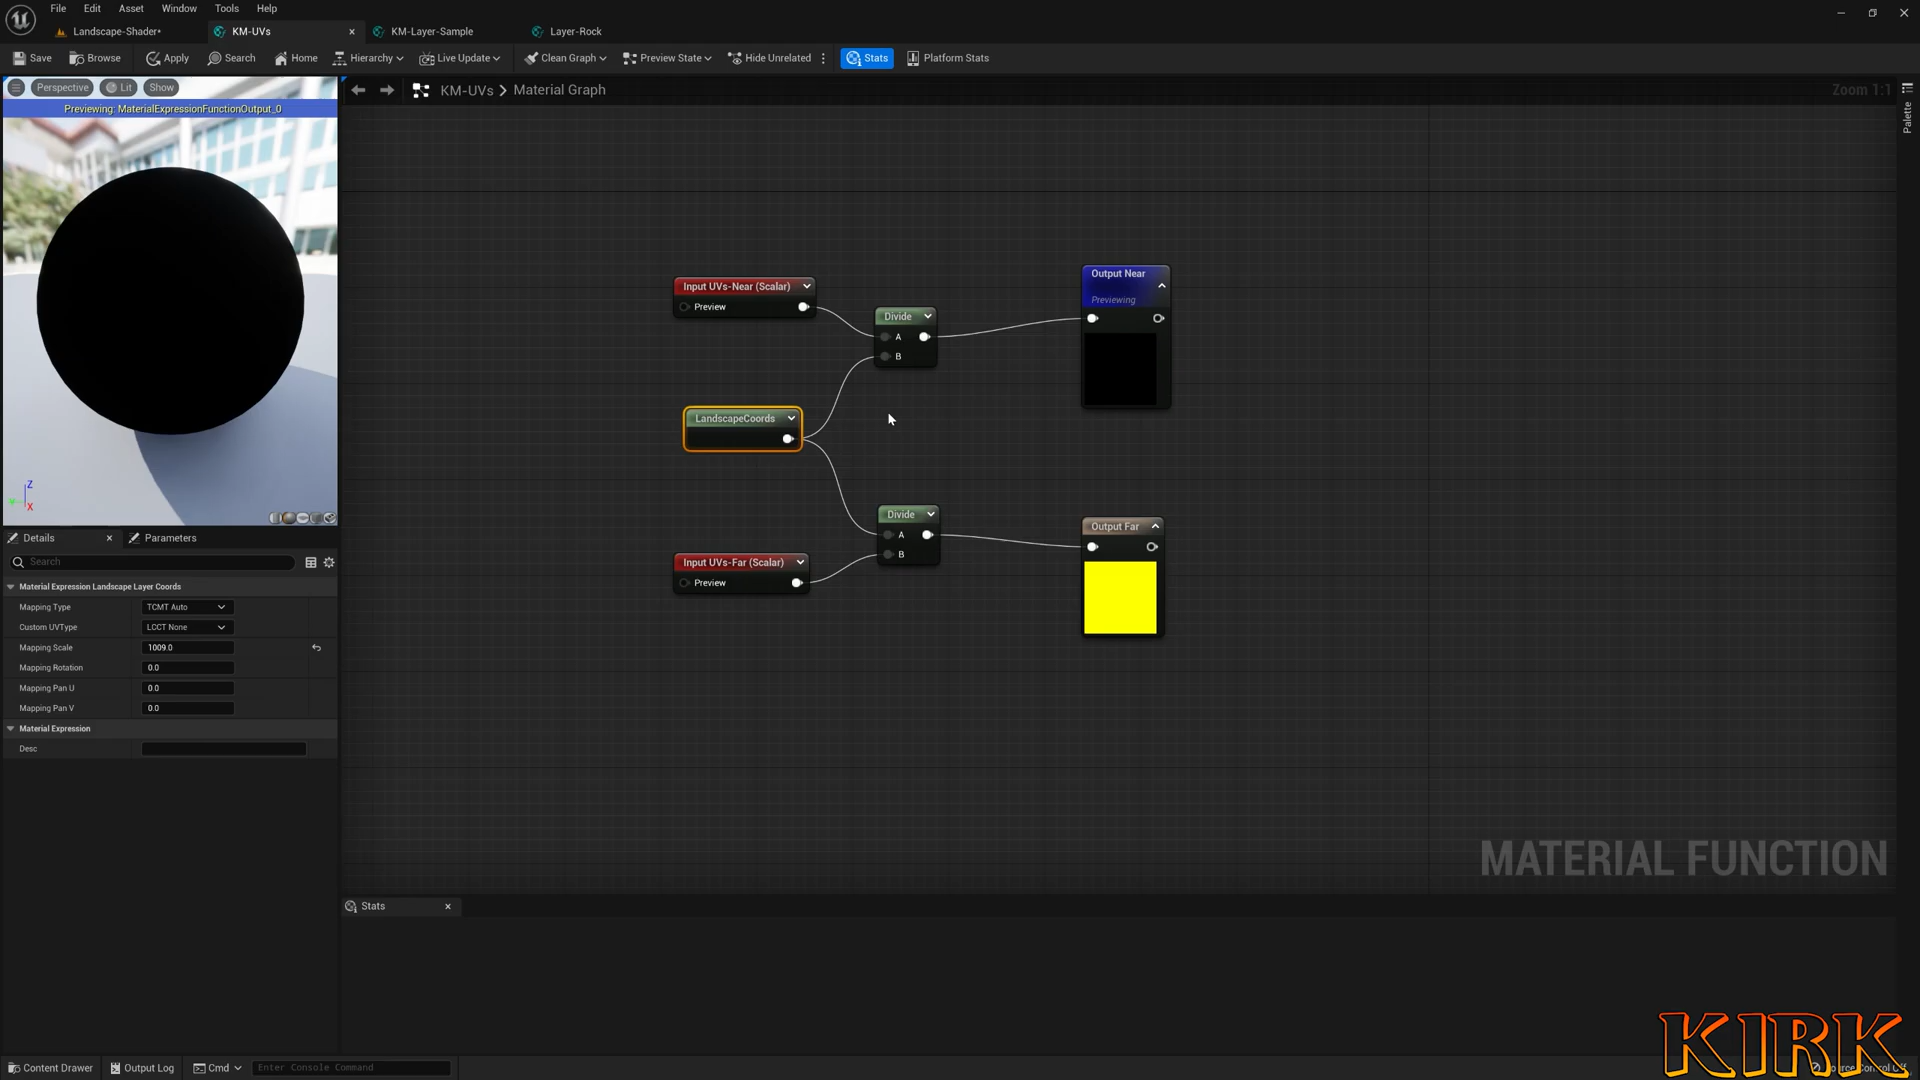 File Edit Asset Window Tools Help
Landscape-Shader* KM-UVs KM-Layer-Sample Layer-Rock
Save Browse Apply Search Home Hierarchy Live Update Clean Graph Preview State Hide Unrelated Stats Platform Stats
Perspective Lit Show
KM-UVs Material Graph
Zoom 1:1
Palette
Previewing: MaterialExpressionFunctionOutput_0
Input UVs-Near (Scalar)
Preview
Divide
A
B
Output Near
Previewing
LandscapeCoords
Divide
A
B
Output Far
Input UVs-Far (Scalar)
Preview
Z
X
Details Parameters
Search
Material Expression Landscape Layer Coords
Mapping Type TCMT Auto
Custom UVType LCCT None
Mapping Scale 1009.0
Mapping Rotation 0.0
Mapping Pan U 0.0
Mapping Pan V 0.0
Material Expression
Desc
MATERIAL FUNCTION
Stats
KIRK
Content Drawer Output Log Cmd Enter Console Command